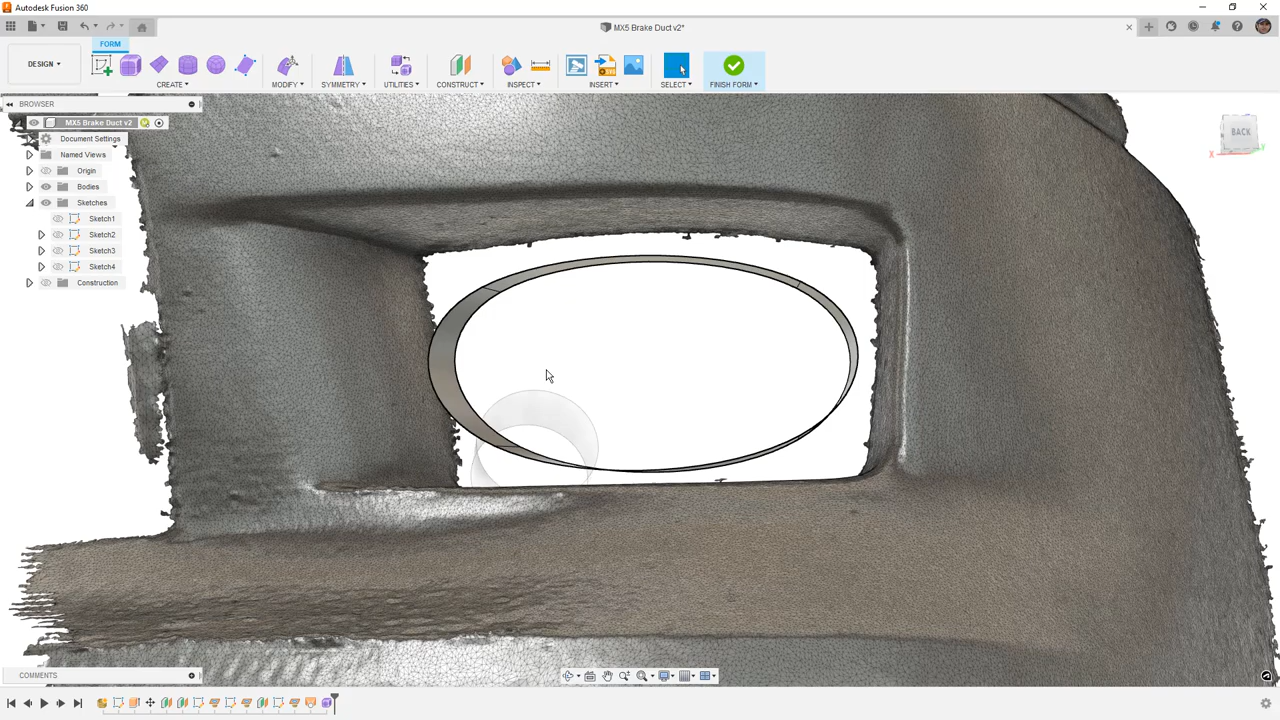 Autodesk Fusion 360
MX5 Brake Duct v2*
FORM
DESIGN
CREATE
MODIFY
SYMMETRY
UTILITIES
CONSTRUCT
INSPECT
INSERT
SELECT
FINISH FORM
BROWSER
MX5 Brake Duct v2
Document Settings
Named Views
Origin
Bodies
Sketches
Sketch1
Sketch2
Sketch3
Sketch4
Construction
BACK
X
Y
COMMENTS